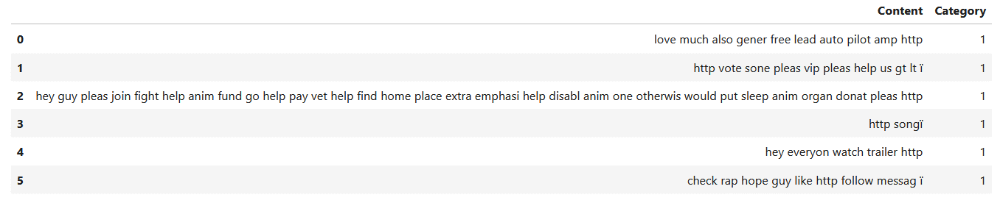 Content Category
0 love much also gener free lead auto pilot amp http 1
1 http vote sone pleas vip pleas help us gt lt ï 1
2 hey guy pleas join fight help anim fund go help pay vet help find home place extra emphasi help disabl anim one otherwis would put sleep anim organ donat pleas http 1
3 http songï 1
4 hey everyon watch trailer http 1
5 check rap hope guy like http follow messag ï 1